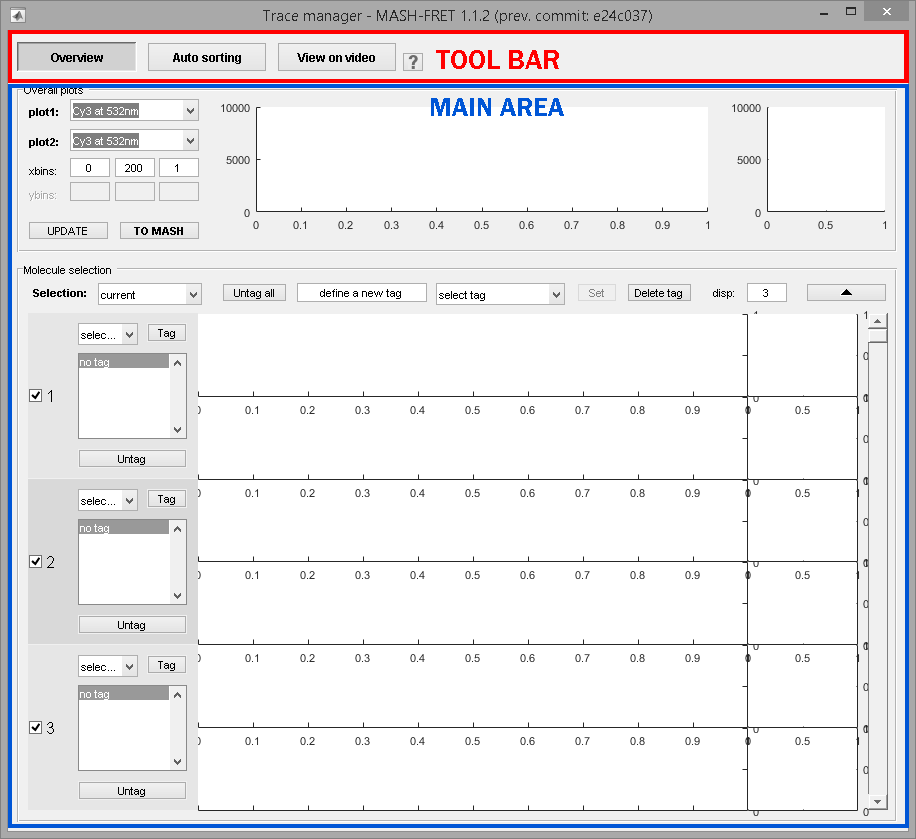 Trace manager - MASH-FRET 1.1.2 (prev. commit: e24c037)
Overview Auto sorting View on video ? TOOL BAR
Overall plots
MAIN AREA
plot1: Cy3 at 532nm
plot2: Cy3 at 532nm
xbins: 0 200 1
ybins:
UPDATE TO MASH
10000
5000
0
0 0.1 0.2 0.3 0.4 0.5 0.6 0.7 0.8 0.9 1
10000
5000
0
0 0.5 1
Molecule selection
Selection: current Untag all define a new tag select tag Set Delete tag disp: 3
selec... Tag
no tag
1
Untag
1 1
0 0
0 0.1 0.2 0.3 0.4 0.5 0.6 0.7 0.8 0.9 0 0.5 1
0
selec... Tag
no tag
2
Untag
0 0.1 0.2 0.3 0.4 0.5 0.6 0.7 0.8 0.9 0 0.5 1
0
0 0.1 0.2 0.3 0.4 0.5 0.6 0.7 0.8 0.9 0 0.5 1
0
selec... Tag
no tag
3
Untag
0 0.1 0.2 0.3 0.4 0.5 0.6 0.7 0.8 0.9 0 0.5 1
0
0 0.1 0.2 0.3 0.4 0.5 0.6 0.7 0.8 0.9 0 0.5 1
0
0 0